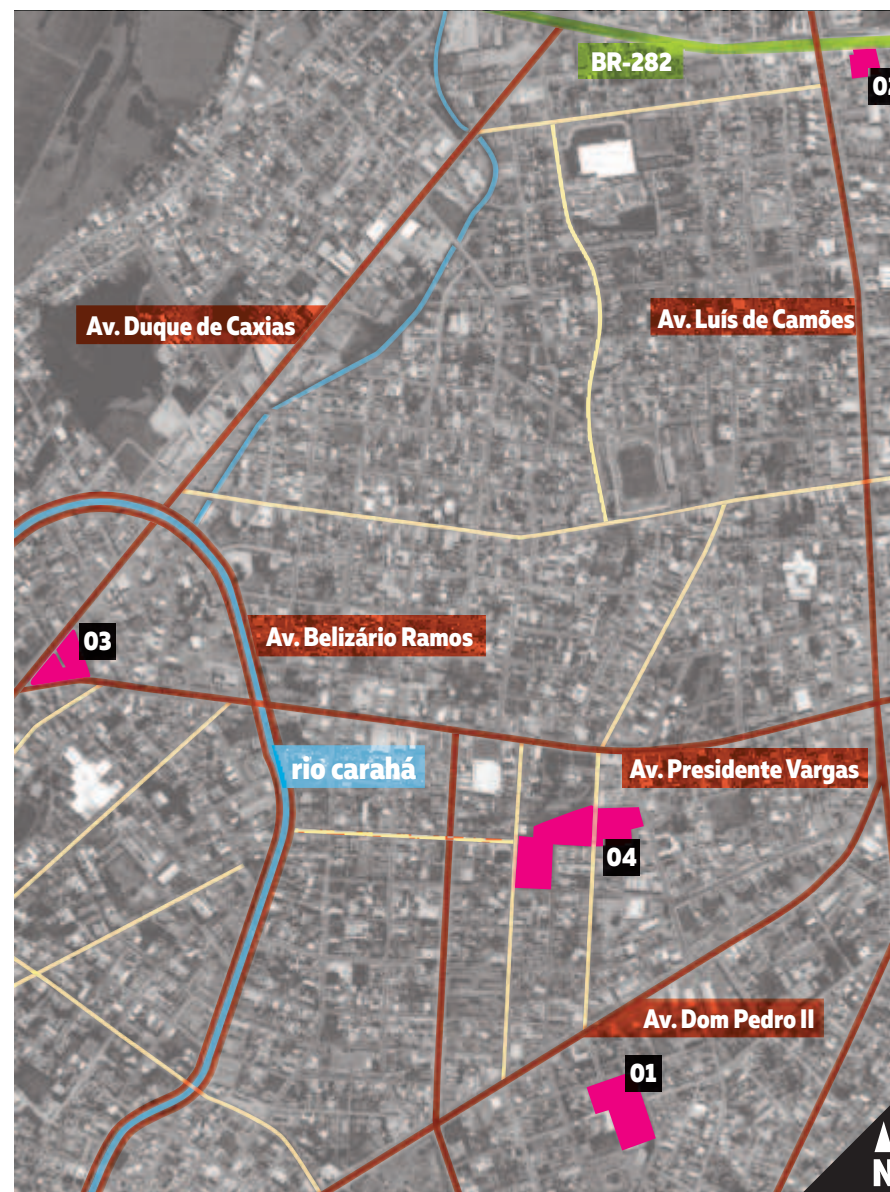 BR-282
02
Av. Duque de Caxias
Av. Luís de Camões
03
Av. Belizário Ramos
rio carahá
Av. Presidente Vargas
04
Av. Dom Pedro II
01
N